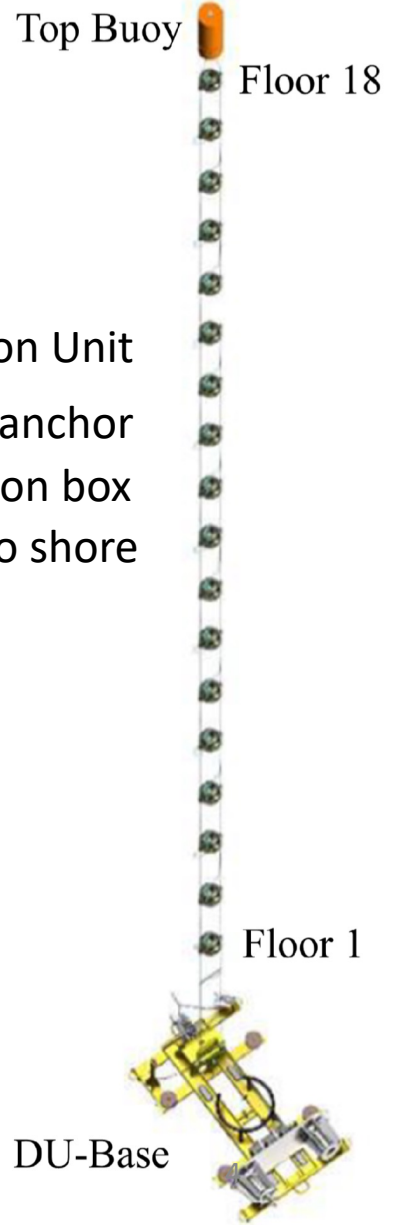 Top Buoy
Floor 18
on Unit
anchor
on box
o shore
Floor 1
DU-Base